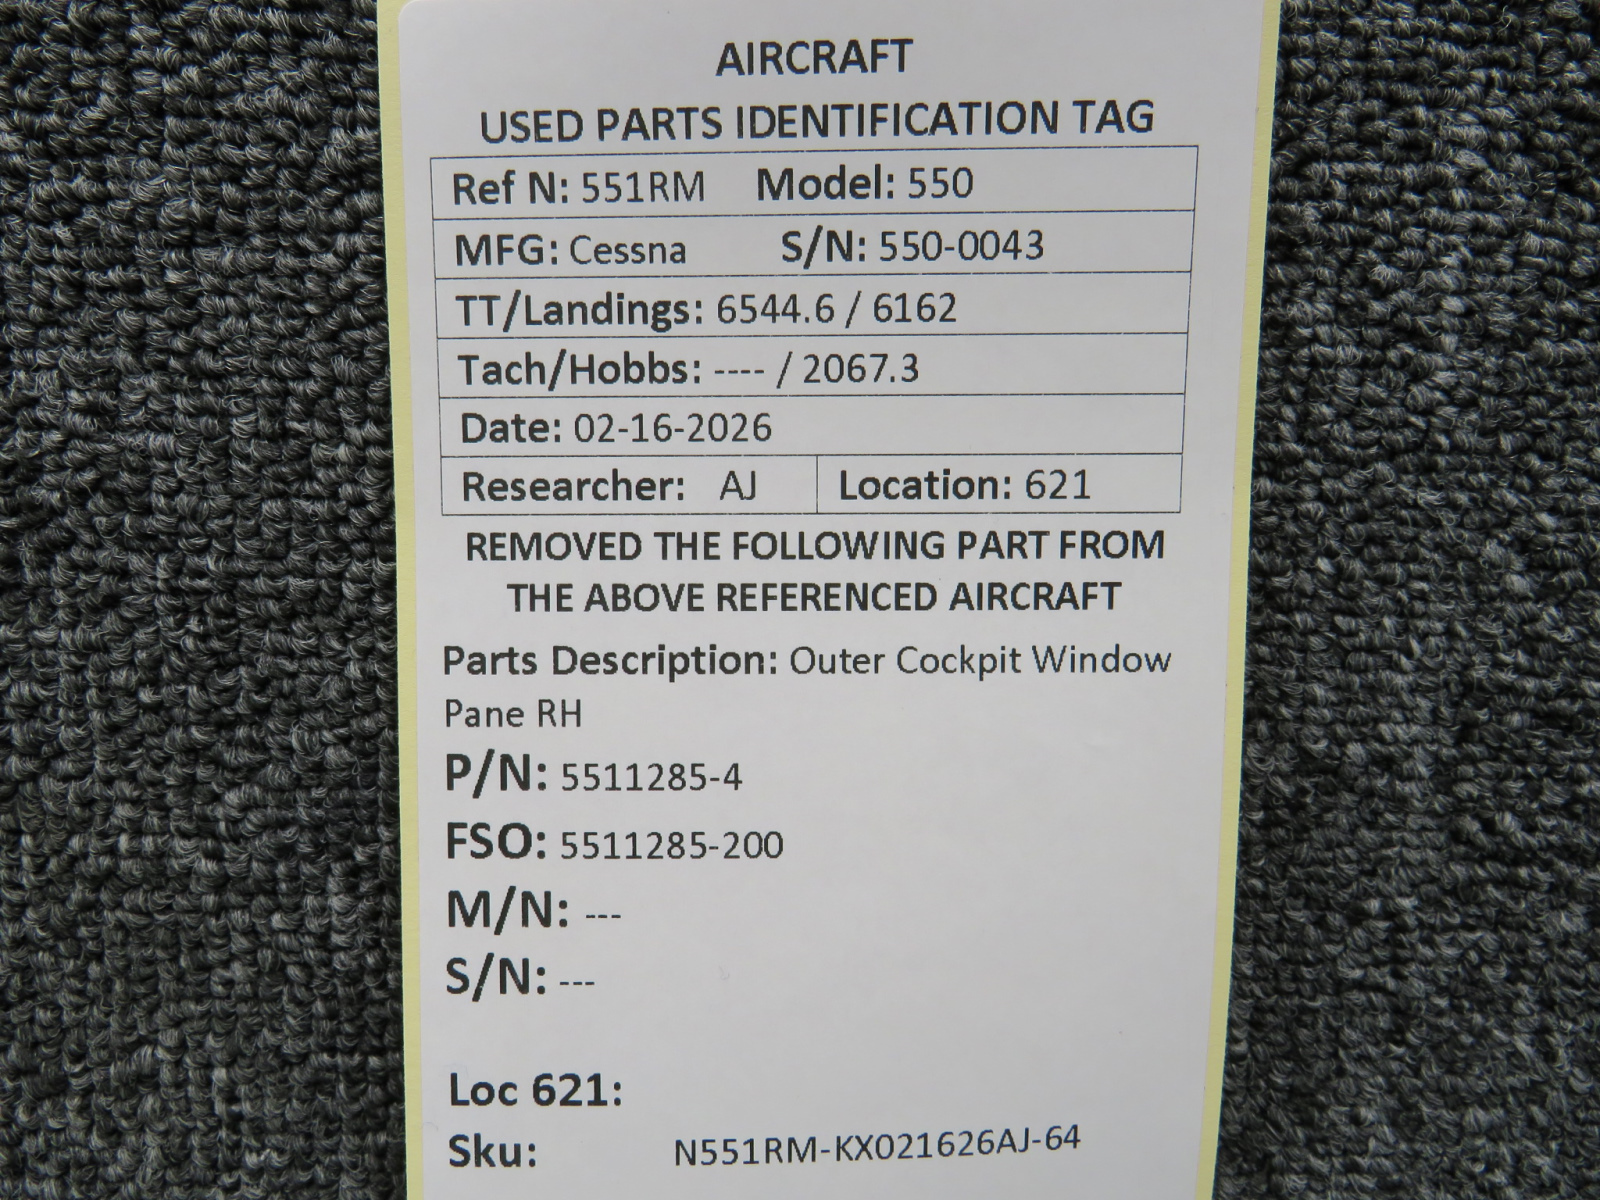 AIRCRAFT
USED PARTS IDENTIFICATION TAG
Ref N: 551RM Model: 550
MFG: Cessna S/N: 550-0043
TT/Landings: 6544.6 / 6162
Tach/Hobbs: ---- / 2067.3
Date: 02-16-2026
Researcher: AJ Location: 621
REMOVED THE FOLLOWING PART FROM
THE ABOVE REFERENCED AIRCRAFT
Parts Description: Outer Cockpit Window
Pane RH
P/N: 5511285-4
FSO: 5511285-200
M/N: ---
S/N: ---
Loc 621:
Sku: N551RM-KX021626AJ-64